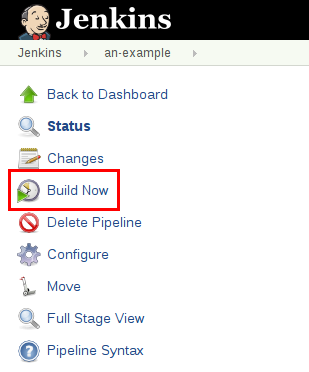 Jenkins
Jenkins an-example
Back to Dashboard
Status
Changes
Build Now
Delete Pipeline
Configure
Move
Full Stage View
Pipeline Syntax